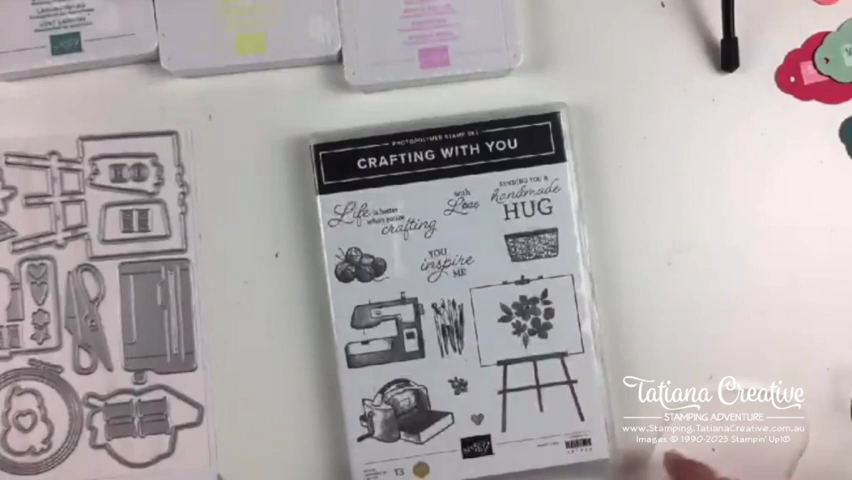 PHOTOPOLYMER STAMP SET
CRAFTING WITH YOU
Life is better
when you're
crafting
with
Love
SENDING YOU A
handmade
HUG
YOU
inspire
ME
13
Tatiana Creative
STAMPING ADVENTURE
www.Stamping.TatianaCreative.com.au
Images © 1990-2023 Stampin' Up!®